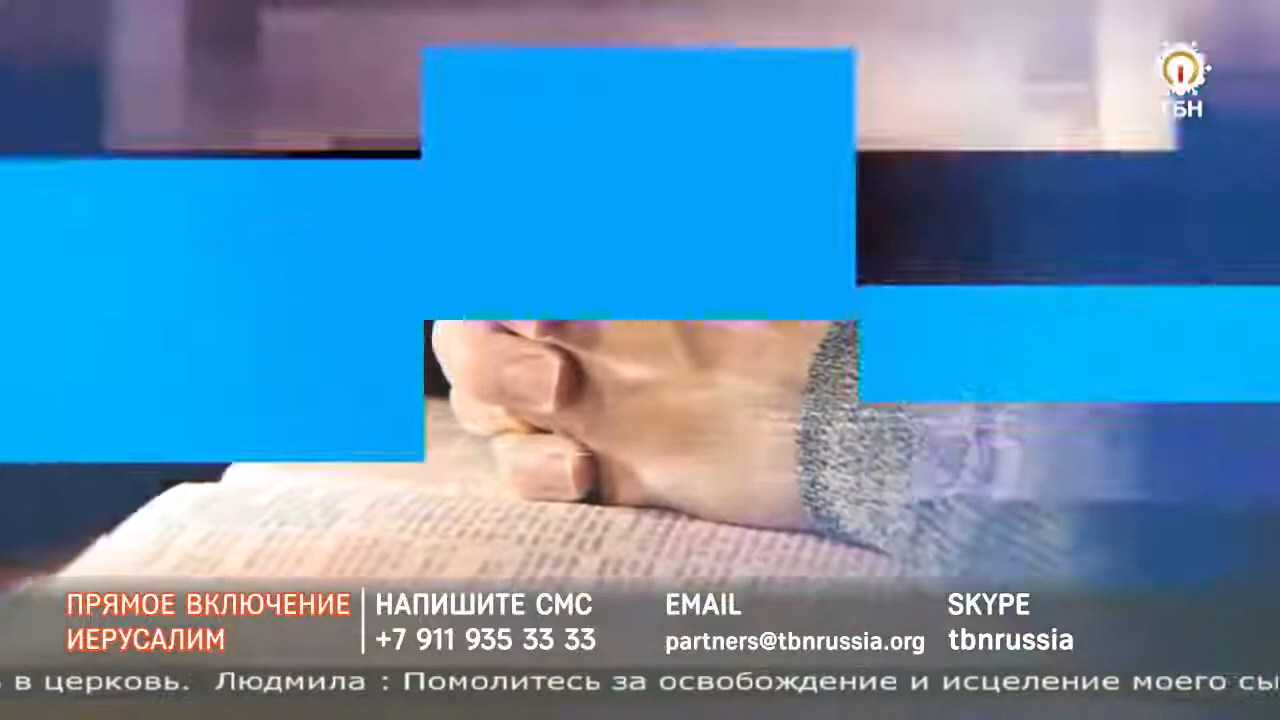 ТБН
ПРЯМОЕ ВКЛЮЧЕНИЕ
ИЕРУСАЛИМ
НАПИШИТЕ СМС
+7 911 935 33 33
EMAIL
partners@tbnrussia.org
SKYPE
tbnrussia
в церковь. Людмила : Помолитесь за освобождение и исцеление моего сы